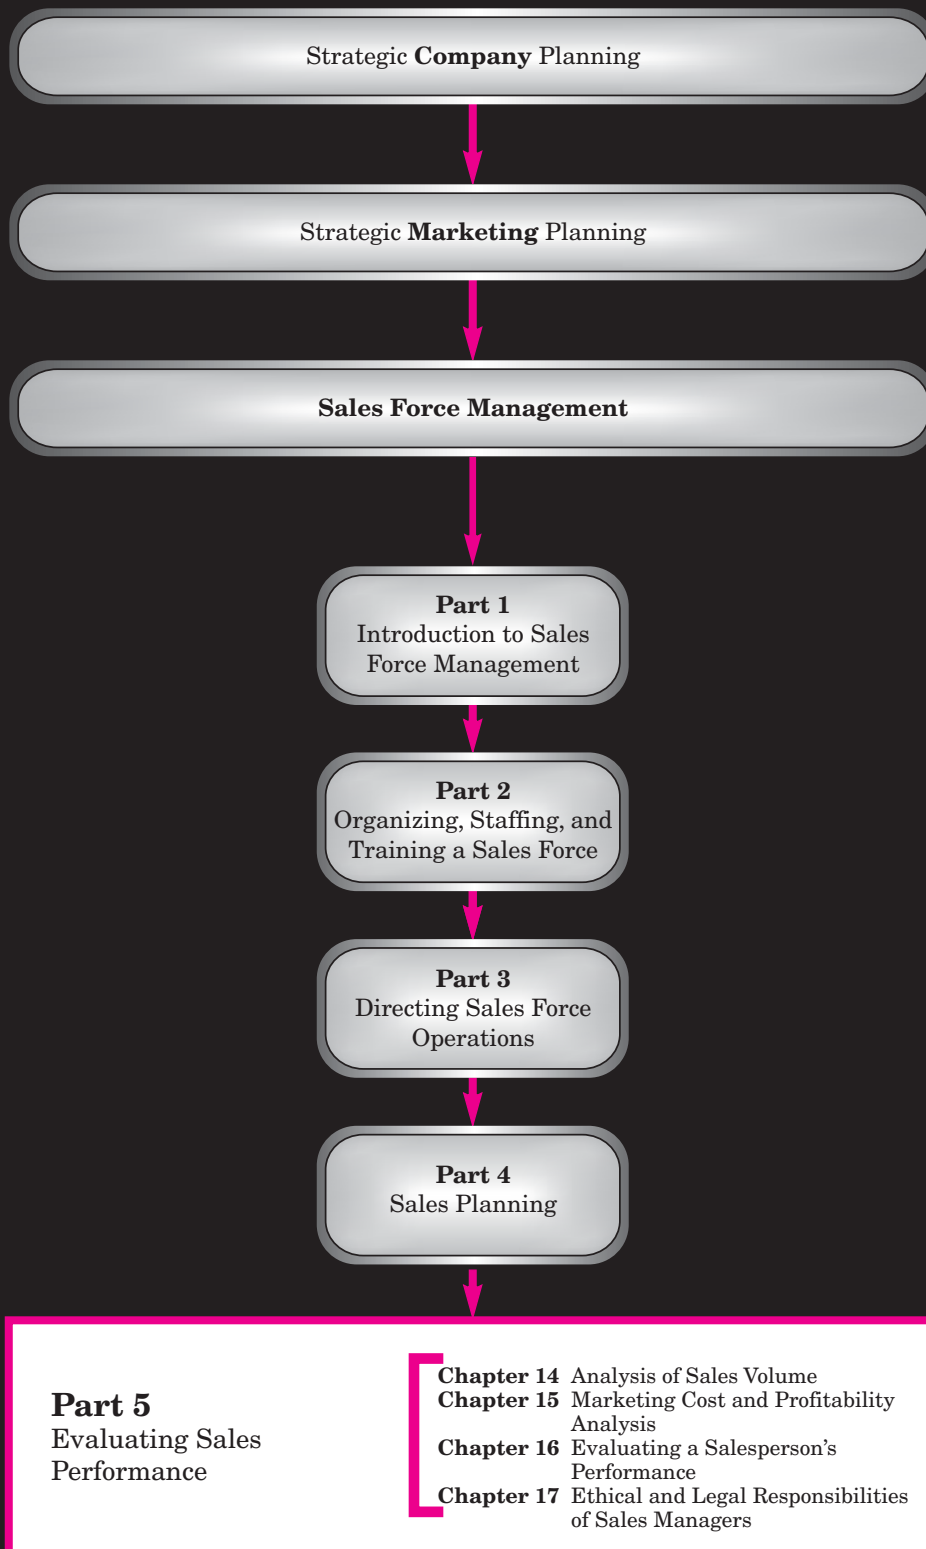 Strategic Company Planning
Strategic Marketing Planning
Sales Force Management
Part 1
Introduction to Sales
Force Management
Part 2
Organizing, Staffing, and
Training a Sales Force
Part 3
Directing Sales Force
Operations
Part 4
Sales Planning
Part 5
Evaluating Sales
Performance
Chapter 14 Analysis of Sales Volume
Chapter 15 Marketing Cost and Profitability
Analysis
Chapter 16 Evaluating a Salesperson's
Performance
Chapter 17 Ethical and Legal Responsibilities
of Sales Managers